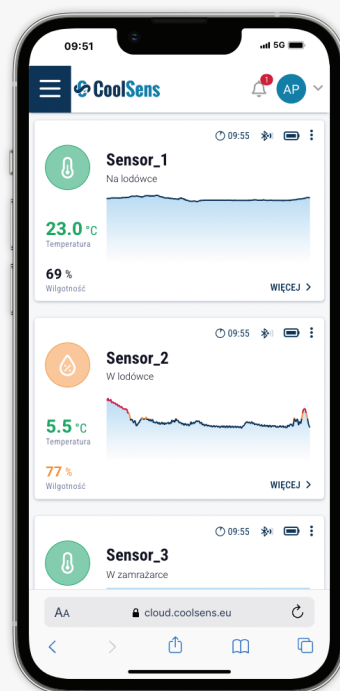 09:51
5G
CoolSens
1
AP
09:55
Sensor_1
Na lodówce
23.0 °C
Temperatura
69 %
Wilgotność
WIĘCEJ >
09:55
Sensor_2
W lodówce
5.5 °C
Temperatura
77 %
Wilgotność
WIĘCEJ >
09:55
Sensor_3
W zamrażarce
AA
cloud.coolsens.eu